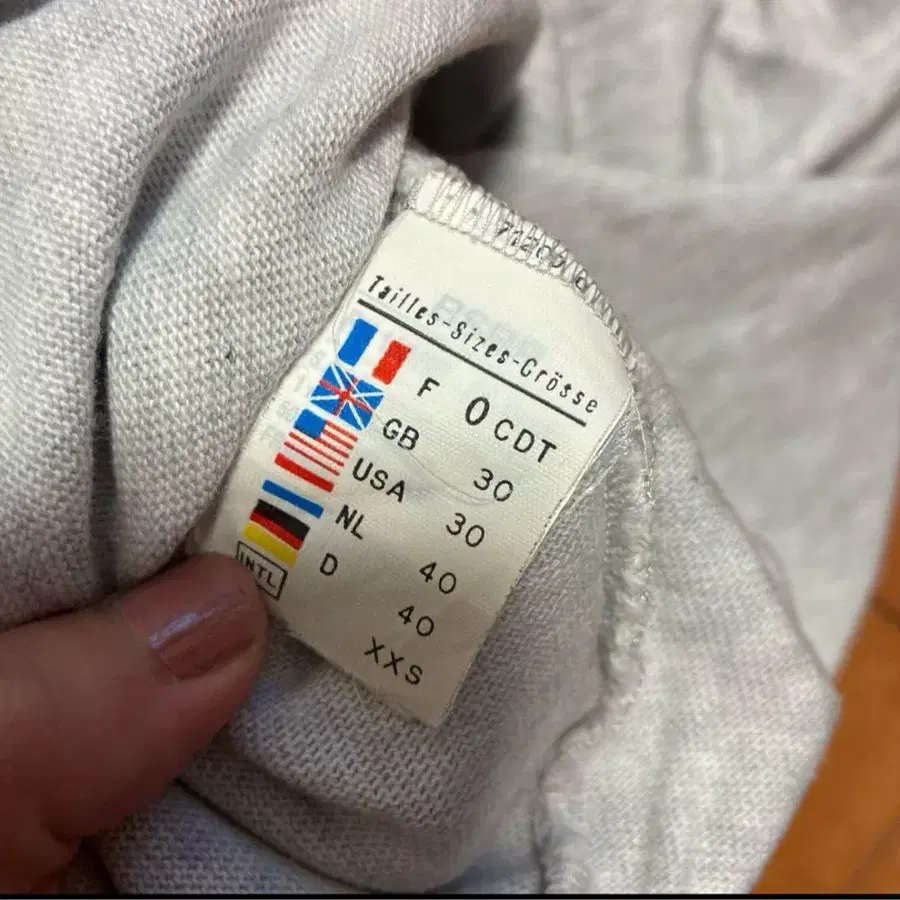 Tailles-Sizes-Grösse
F 0 CDT
GB 30
USA 30
NL 40
D 40
INTL XXS